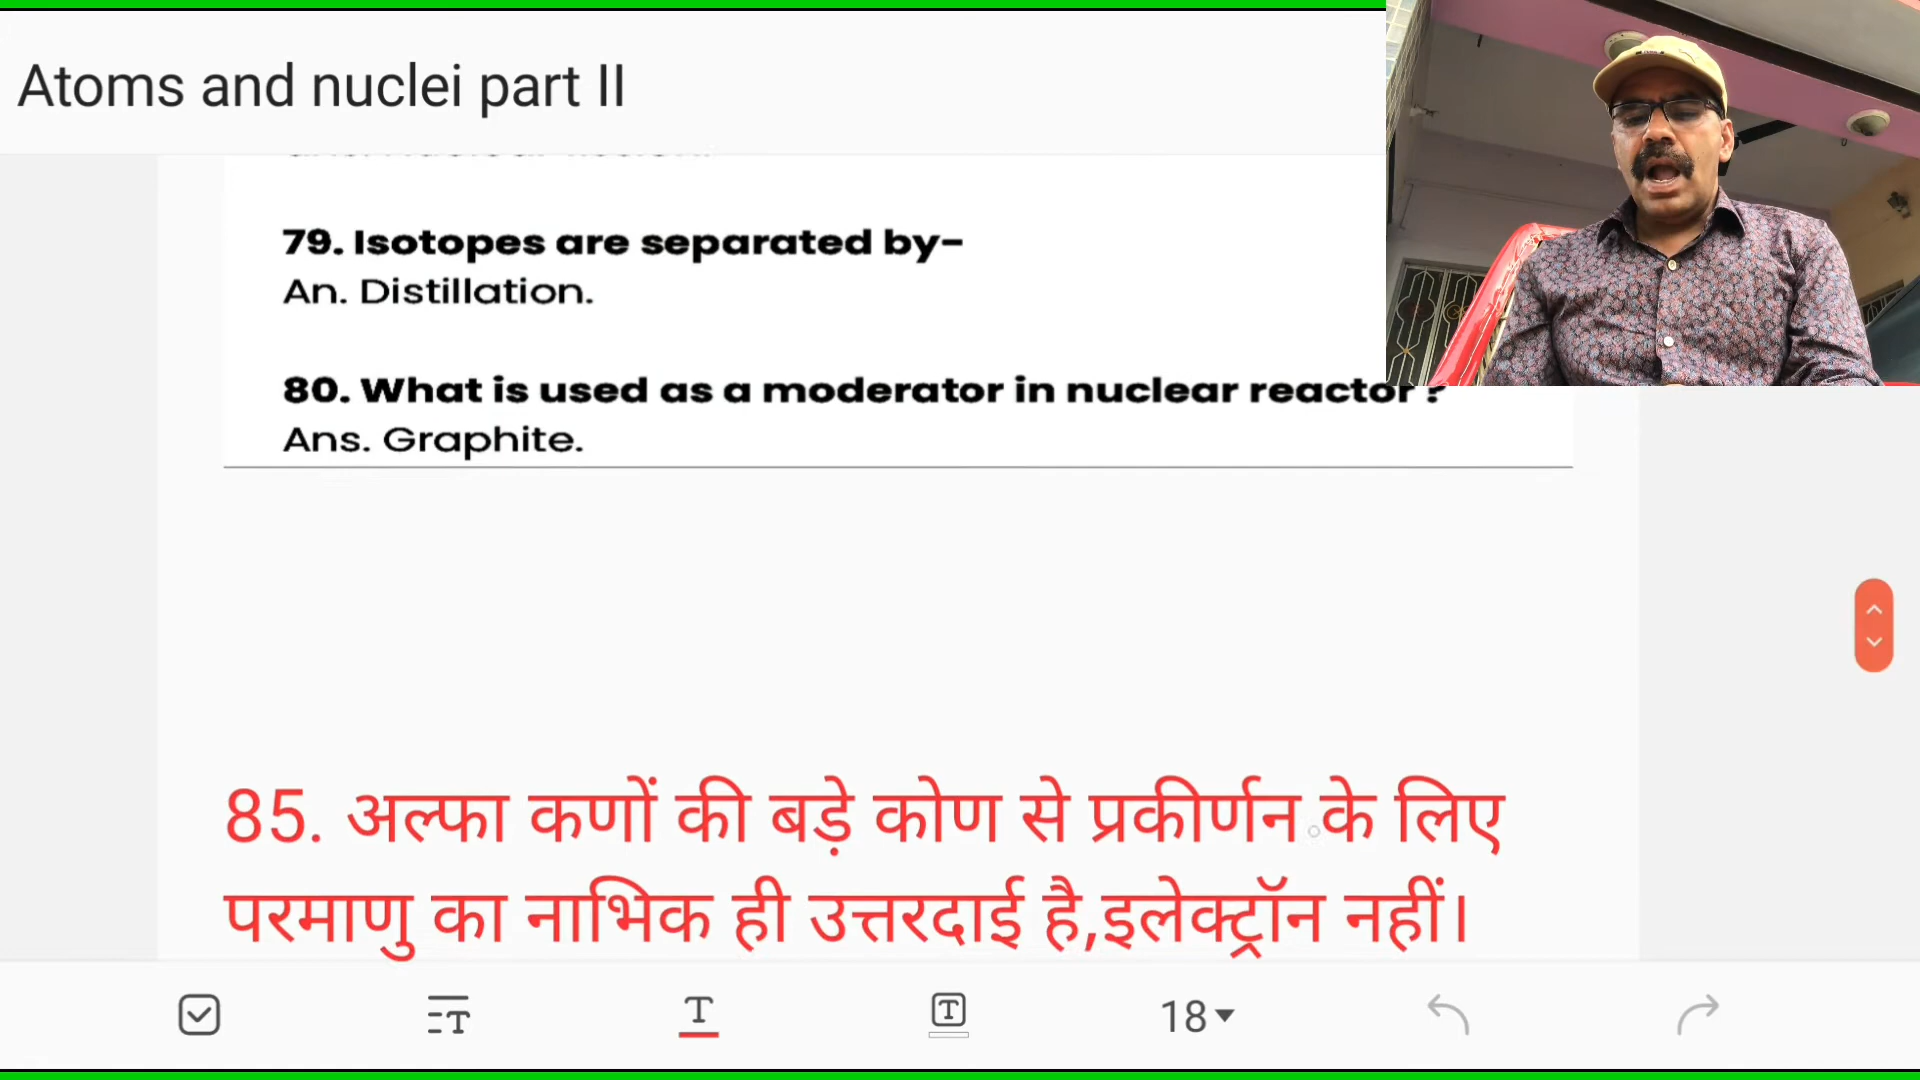 Atoms and nuclei part II
79. Isotopes are separated by-
An. Distillation.
80. What is used as a moderator in nuclear reactor ?
Ans. Graphite.
85. अल्फा कणों की बड़े कोण से प्रकीर्णन के लिए
परमाणु का नाभिक ही उत्तरदाई है,इलेक्ट्रॉन नहीं।
T
T
T
18